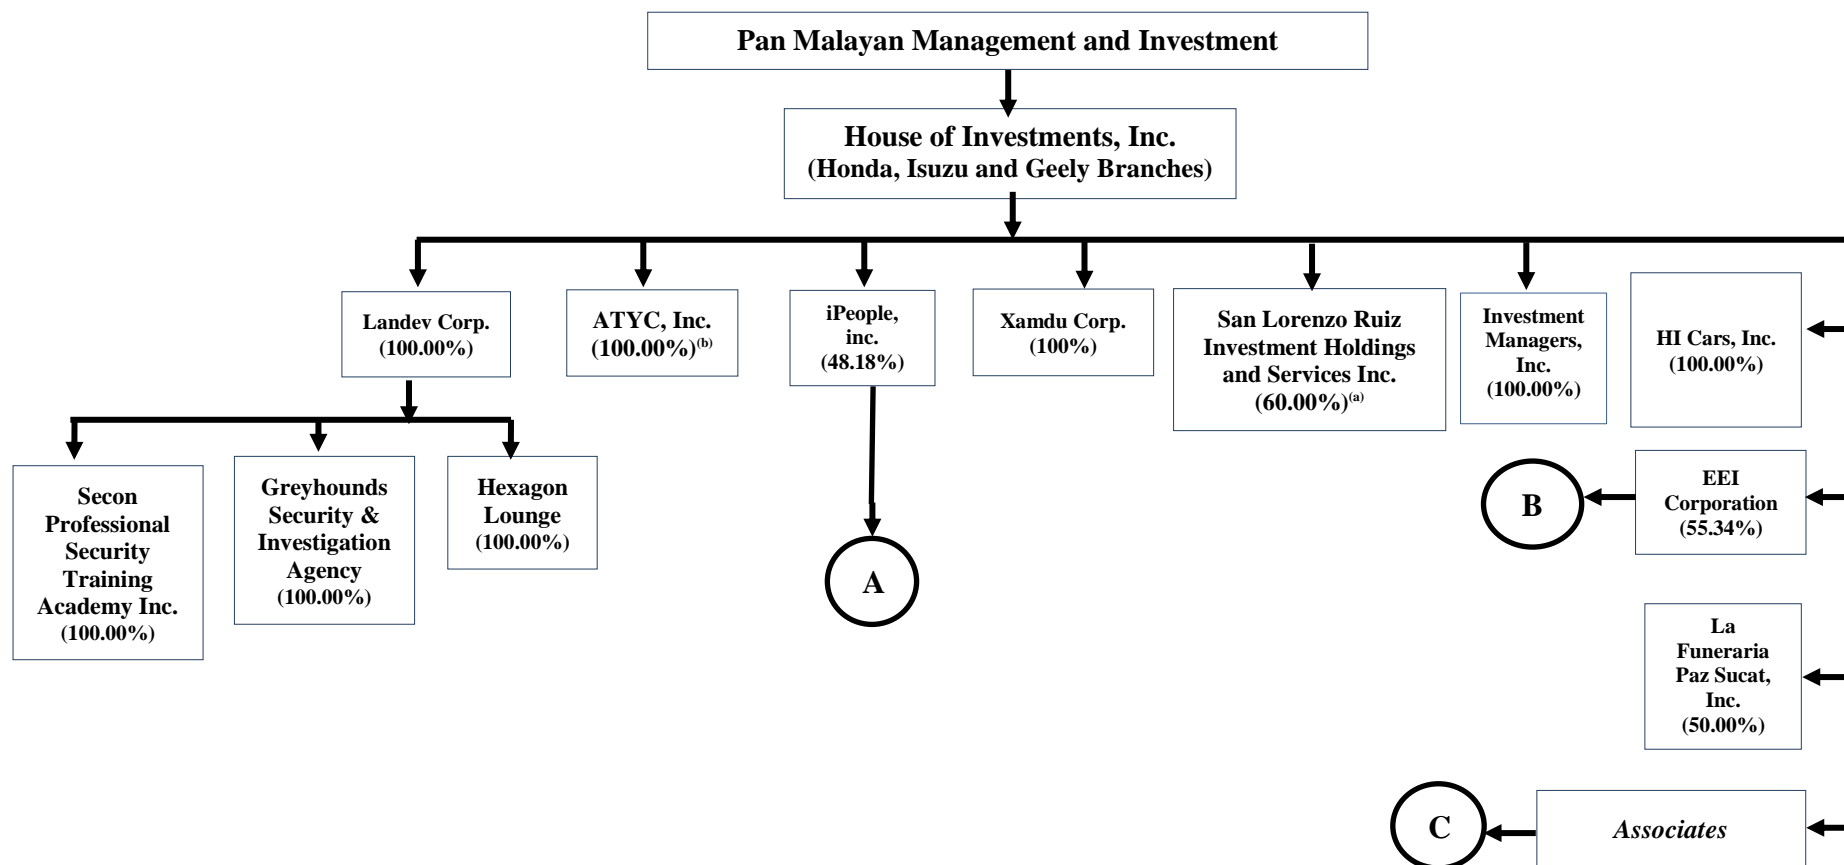 Pan Malayan Management and Investment
House of Investments, Inc.
(Honda, Isuzu and Geely Branches)
Landev Corp.
(100.00%)
ATYC, Inc.
(100.00%)(b)
iPeople,
inc.
(48.18%)
Xamdu Corp.
(100%)
San Lorenzo Ruiz
Investment Holdings
and Services Inc.
(60.00%)(a)
Investment
Managers,
Inc.
(100.00%)
HI Cars, Inc.
(100.00%)
Secon
Professional
Security
Training
Academy Inc.
(100.00%)
Greyhounds
Security &
Investigation
Agency
(100.00%)
Hexagon
Lounge
(100.00%)
A
B
EEI
Corporation
(55.34%)
La
Funeraria
Paz Sucat,
Inc.
(50.00%)
C
Associates